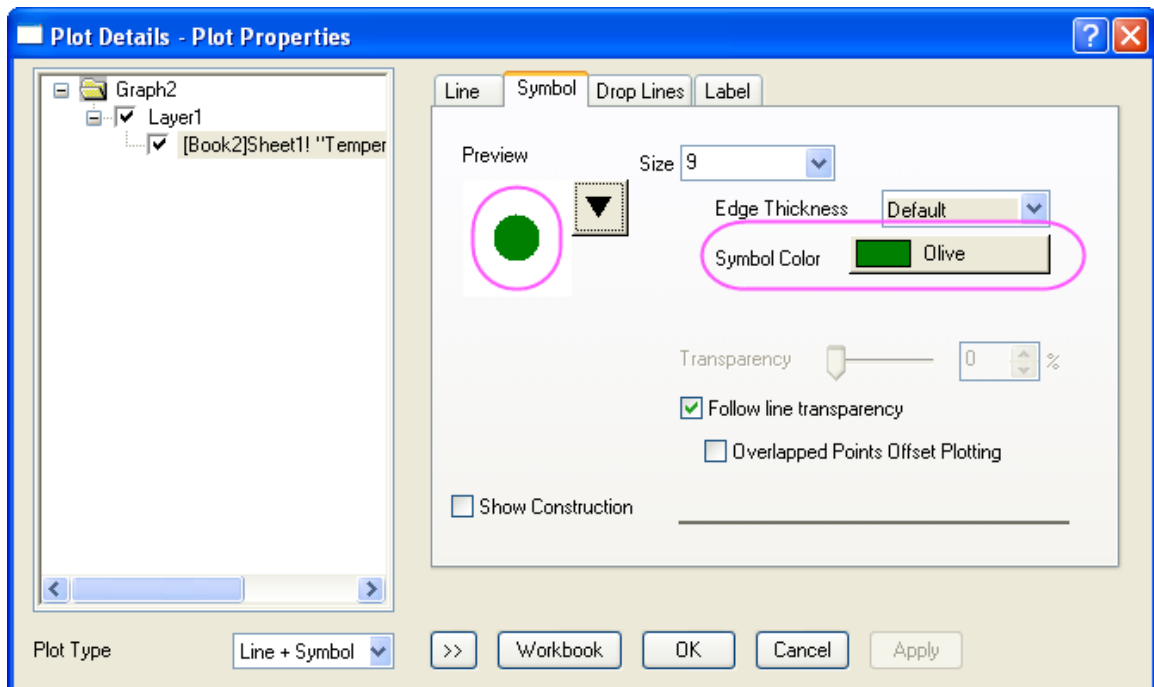 Plot Details - Plot Properties
Graph2
Layer1
[Book2]Sheet1! "Temper
Line
Symbol
Drop Lines
Label
Preview
Size 9
Edge Thickness Default
Symbol Color Olive
Transparency 0 %
Follow line transparency
Overlapped Points Offset Plotting
Show Construction
Plot Type Line + Symbol >> Workbook OK Cancel Apply